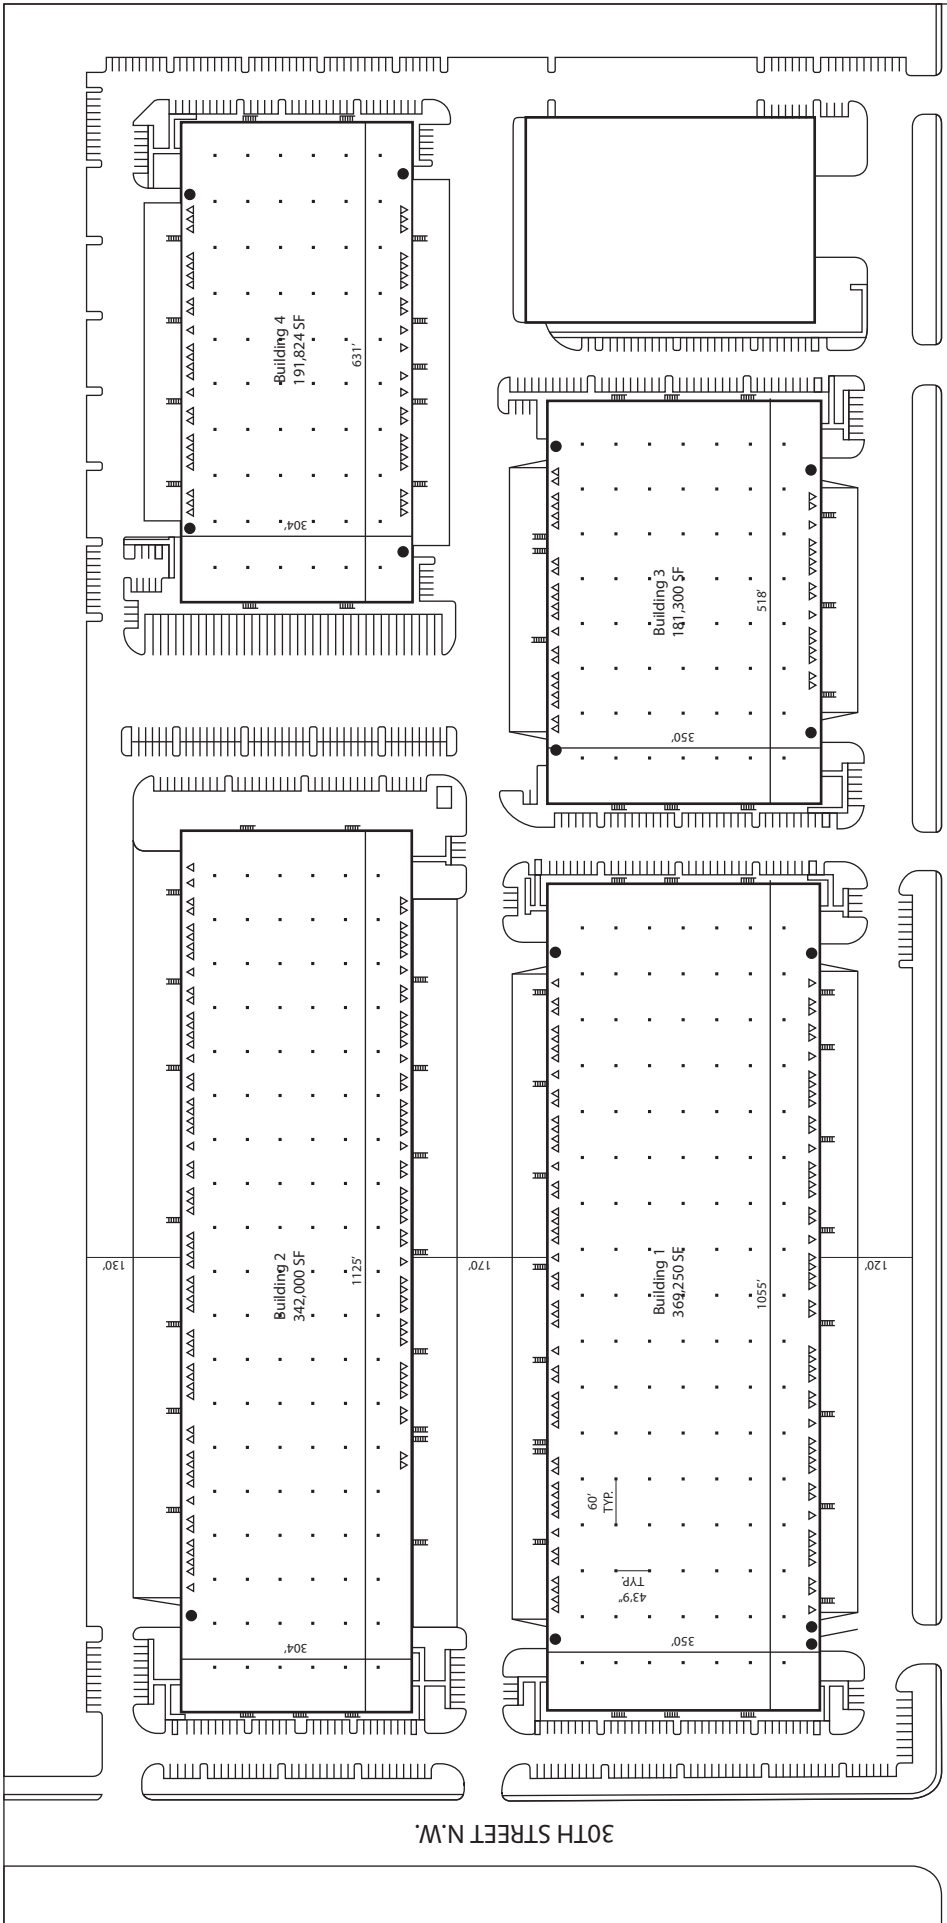 Building 4
191,824 SF
631'
304'
Building 3
181,300 SF
518'
350'
130'
Building 2
342,000 SF
1125'
170'
Building 1
369,250 SF
1055'
120'
60'
TYP.
43'9"
TYP.
304'
350'
30TH STREET N.W.